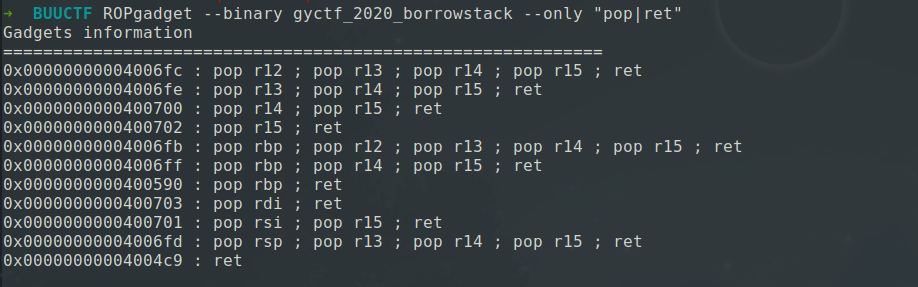 → BUUCTF ROPgadget --binary gyctf_2020_borrowstack --only "pop|ret"
Gadgets information
============================================================
0x00000000004006fc : pop r12 ; pop r13 ; pop r14 ; pop r15 ; ret
0x00000000004006fe : pop r13 ; pop r14 ; pop r15 ; ret
0x0000000000400700 : pop r14 ; pop r15 ; ret
0x0000000000400702 : pop r15 ; ret
0x00000000004006fb : pop rbp ; pop r12 ; pop r13 ; pop r14 ; pop r15 ; ret
0x00000000004006ff : pop rbp ; pop r14 ; pop r15 ; ret
0x0000000000400590 : pop rbp ; ret
0x0000000000400703 : pop rdi ; ret
0x0000000000400701 : pop rsi ; pop r15 ; ret
0x00000000004006fd : pop rsp ; pop r13 ; pop r14 ; pop r15 ; ret
0x00000000004004c9 : ret